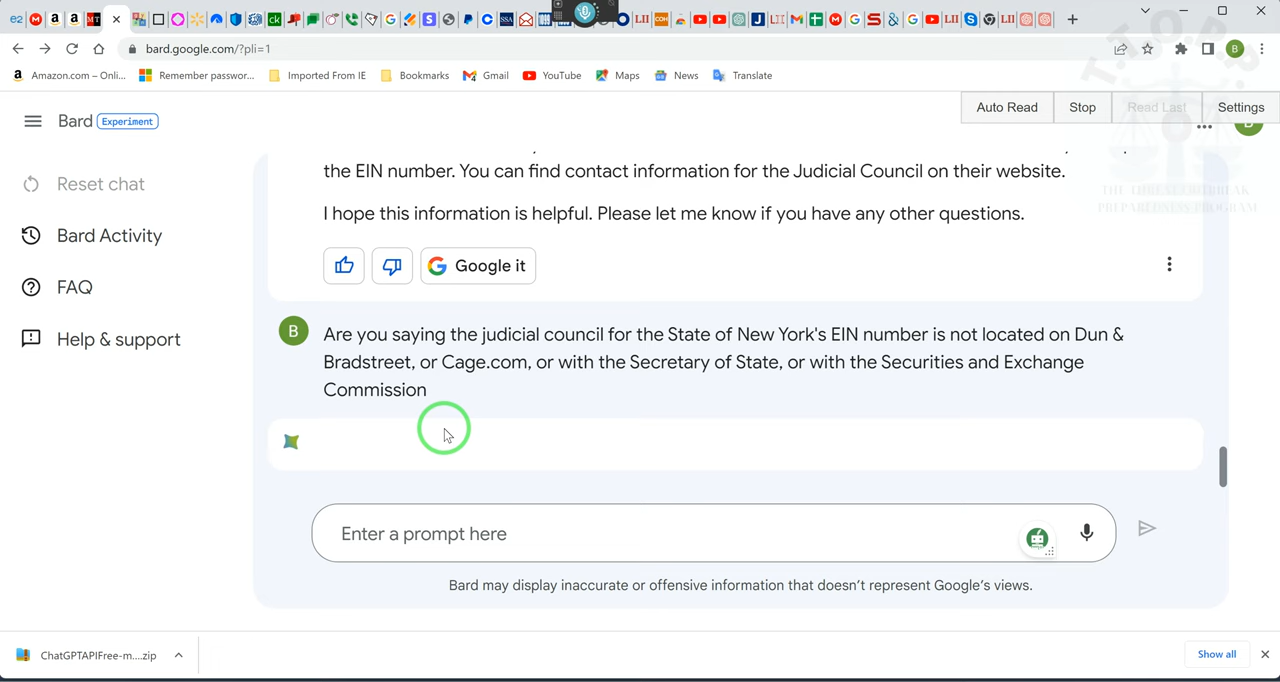 bard.google.com/?pli=1
B
Amazon.com – Onli...
Remember passwor...
Imported From IE
Bookmarks
Gmail
YouTube
Maps
News
Translate
T.T.O.P.P.
Auto Read
Stop
Read Last
Settings
Bard
Experiment
THE THREAT OUTBREAK
PREPAREDNESS PROGRAM
Reset chat
Bard Activity
FAQ
Help & support
the EIN number. You can find contact information for the Judicial Council on their website.
I hope this information is helpful. Please let me know if you have any other questions.
Google it
B
Are you saying the judicial council for the State of New York's EIN number is not located on Dun &
Bradstreet, or Cage.com, or with the Secretary of State, or with the Securities and Exchange
Commission
Enter a prompt here
Bard may display inaccurate or offensive information that doesn't represent Google's views.
ChatGPTAPIFree-m....zip
Show all